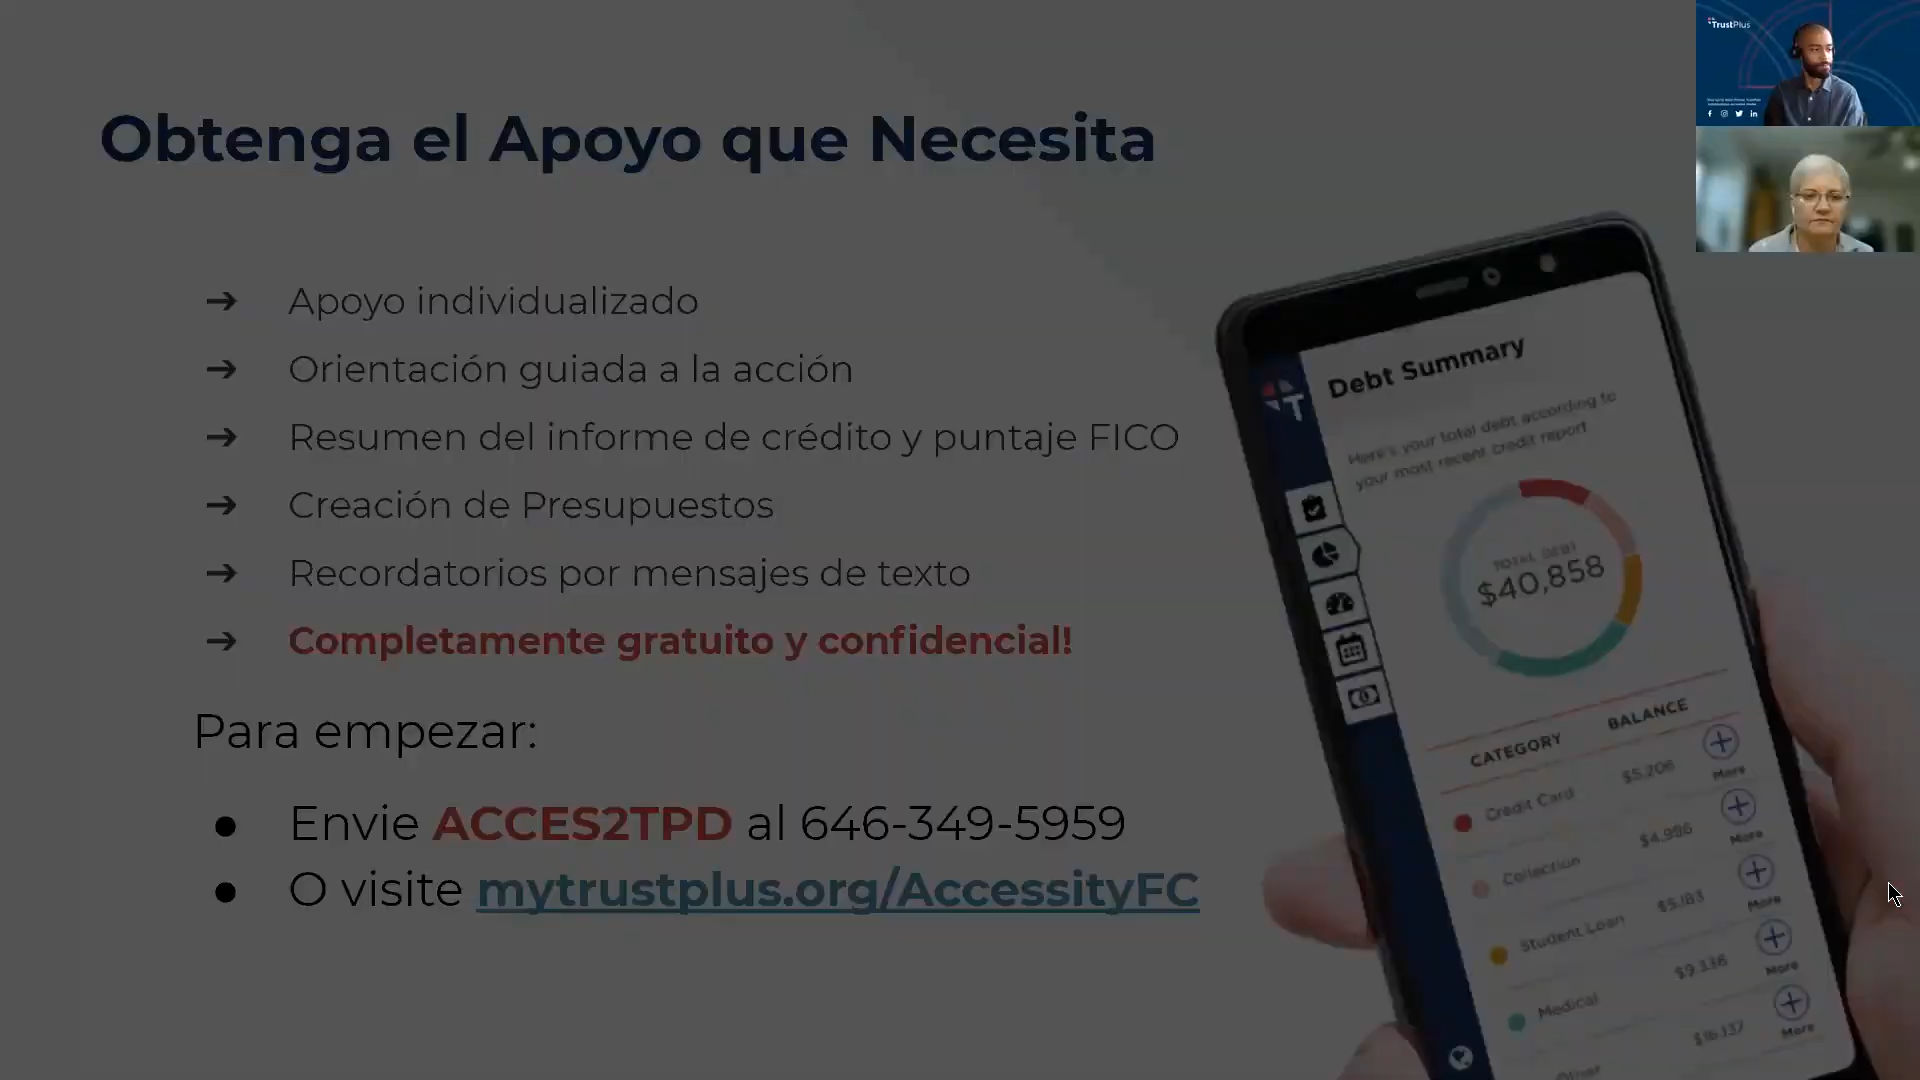 TrustPlus
Obtenga el Apoyo que Necesita
➔ Apoyo individualizado
➔ Orientación guiada a la acción
➔ Resumen del informe de crédito y puntaje FICO
➔ Creación de Presupuestos
➔ Recordatorios por mensajes de texto
➔ Completamente gratuito y confidencial!
Para empezar:
● Envie ACCES2TPD al 646-349-5959
● O visite mytrustplus.org/AccessityFC
T
Debt Summary
Here's your total debt according to
your most recent credit report
TOTAL DEBT
$40,858
CATEGORY BALANCE
Credit Card $5,206 More
Collection $4,986 More
Student Loan $5,183 More
Medical $9,336 More
Other $16,137 More